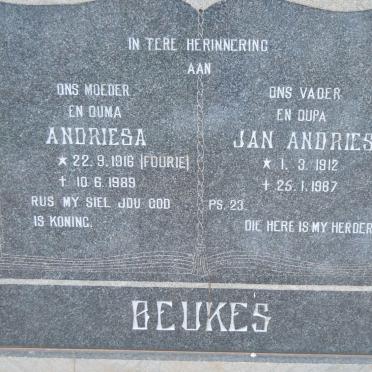 IN TERE HERINNERING
AAN
ONS MOEDER
EN OUMA
ANDRIESA
★ 22.9.1916 (FOURIE)
✝ 10.6.1989
RUS MY SIEL JOU GOD
IS KONING.
ONS VADER
EN OUPA
JAN ANDRIES
★ 1.3.1912
✝ 25.1.1987
PS. 23.
DIE HERE IS MY HERDER
BEUKES